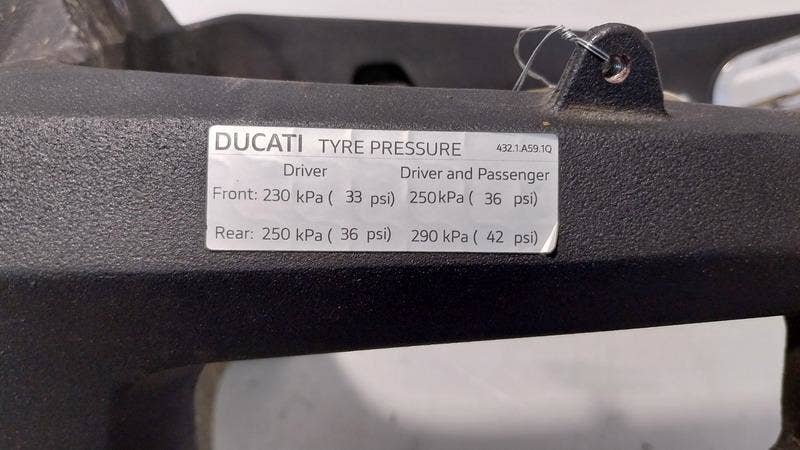 DUCATI TYRE PRESSURE 432.1.A59.1Q
Driver Driver and Passenger
Front: 230 kPa ( 33 psi) 250kPa ( 36 psi)
Rear: 250 kPa ( 36 psi) 290 kPa ( 42 psi)